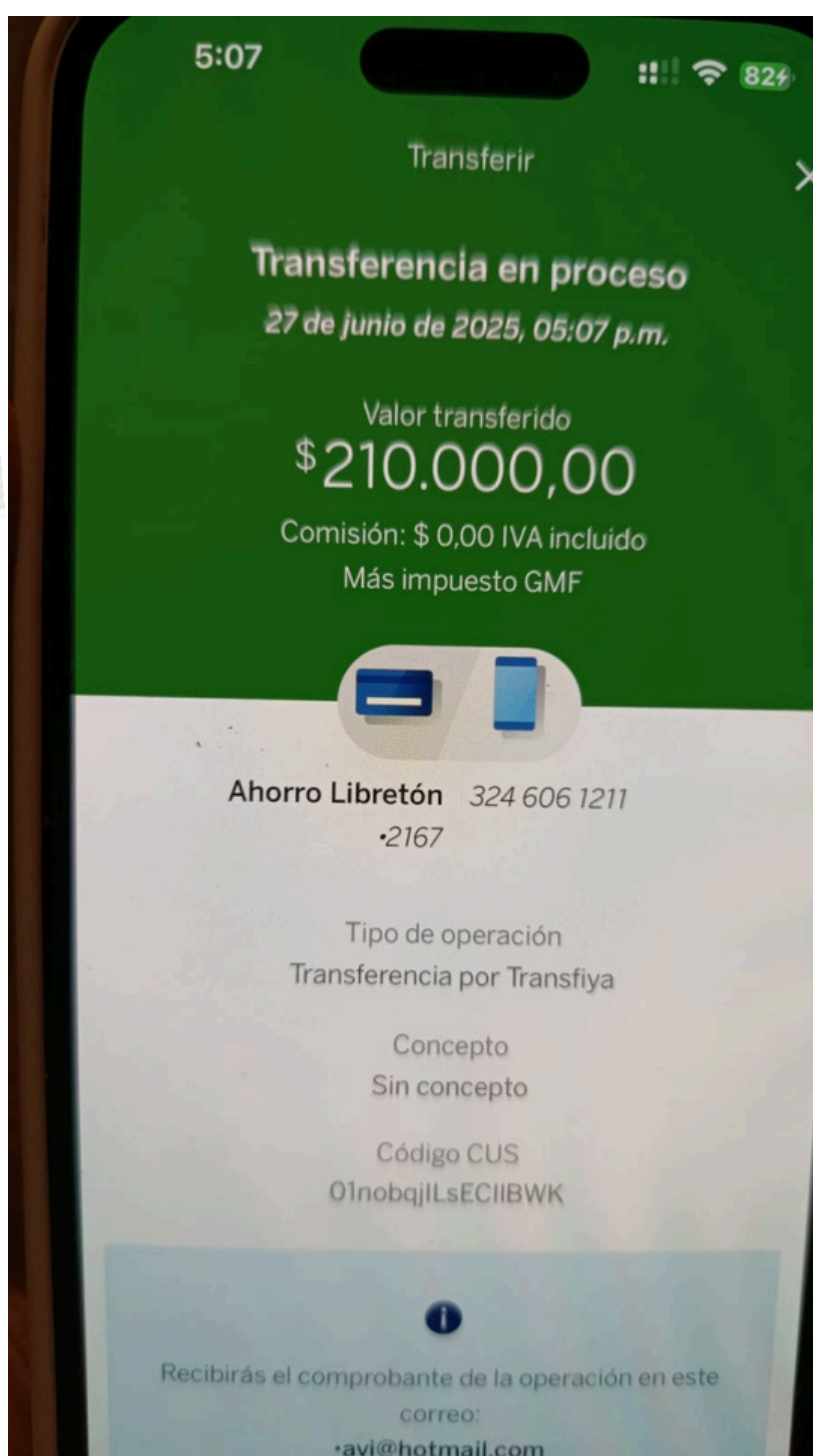 5:07
82
Transferir
Transferencia en proceso
27 de junio de 2025, 05:07 p.m.
Valor transferido
$210.000,00
Comisión: $ 0,00 IVA incluido
Más impuesto GMF
Ahorro Libretón 324 606 1211
•2167
Tipo de operación
Transferencia por Transfiya
Concepto
Sin concepto
Código CUS
01nobqjILsECIIBWK
Recibirás el comprobante de la operación en este
correo:
•avi@hotmail.com